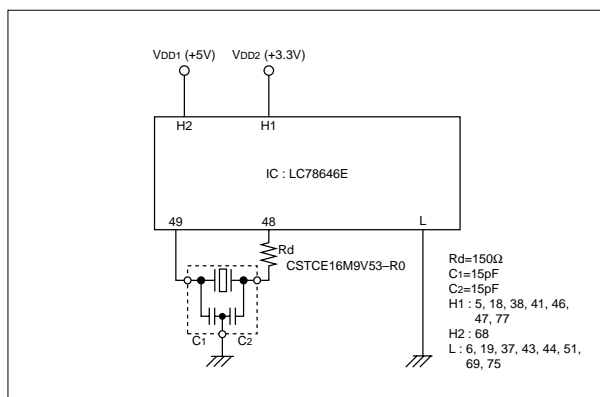 VDD1 (+5V) VDD2 (+3.3V)
H2 H1
IC : LC78646E
49 48 L
Rd
CSTCE16M9V53–R0
C1 C2
Rd=150Ω
C1=15pF
C2=15pF
H1 : 5, 18, 38, 41, 46,
47, 77
H2 : 68
L : 6, 19, 37, 43, 44, 51,
69, 75